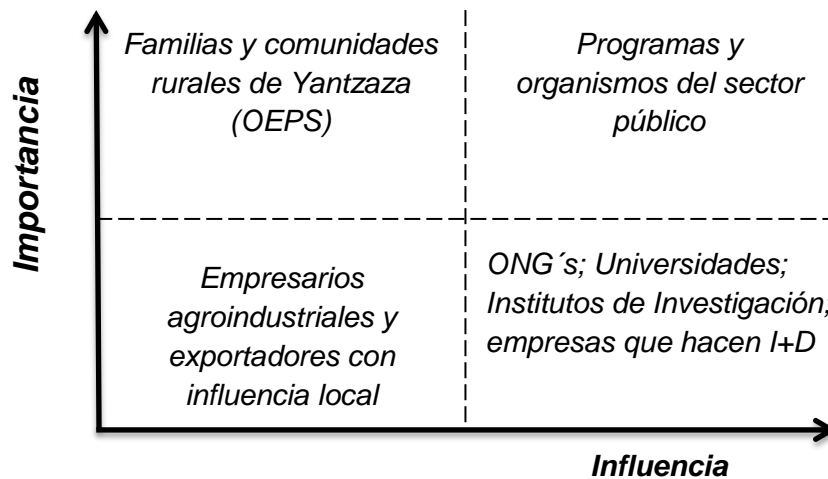 Importancia
Familias y comunidades
rurales de Yantzaza
(OEPS)
Programas y
organismos del sector
público
Empresarios
agroindustriales y
exportadores con
influencia local
ONG´s; Universidades;
Institutos de Investigación;
empresas que hacen I+D
Influencia